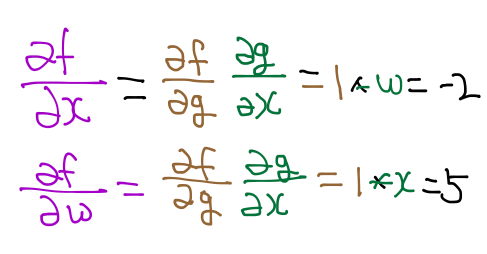 ∂f/∂x = ∂f/∂g ∂g/∂x = 1 * w = -2
∂f/∂w = ∂f/∂g ∂g/∂x = 1 * x = 5